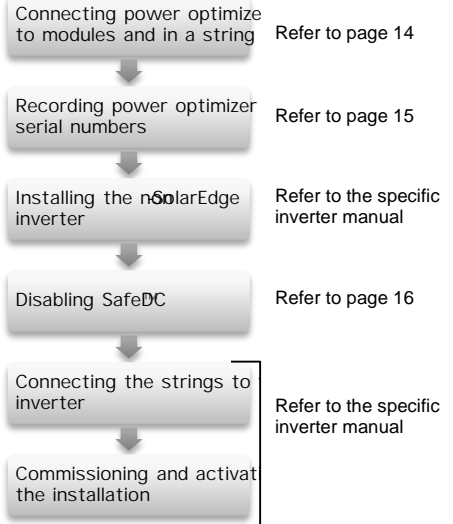 Connecting power optimize
to modules and in a string
Refer to page 14
Recording power optimizer
serial numbers
Refer to page 15
Installing the non-SolarEdge
inverter
Refer to the specific
inverter manual
Disabling SafeDC™
Refer to page 16
Connecting the strings to
inverter
Refer to the specific
inverter manual
Commissioning and activat
the installation